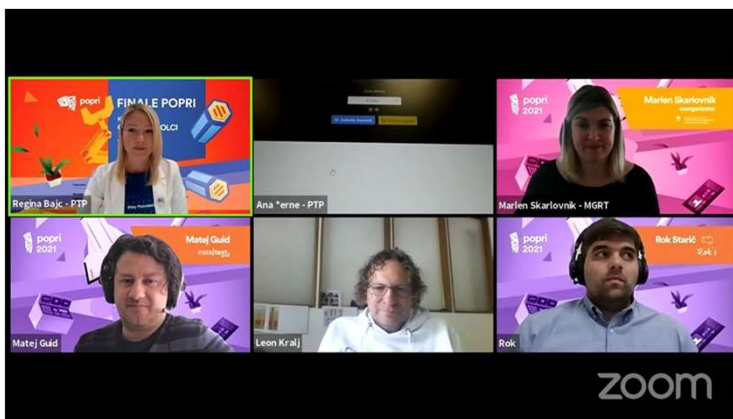 popri
FINALE POPRI
Regina Bajc - PTP
Ana *erne - PTP
popri
2021
Marlen Skarlovnik
Marlen Skarlovnik - MGRT
popri
2021
Matej Guid
Matej Guid
Leon Kralj
popri
2021
Rok Starič
Rok's
Rok
zoom